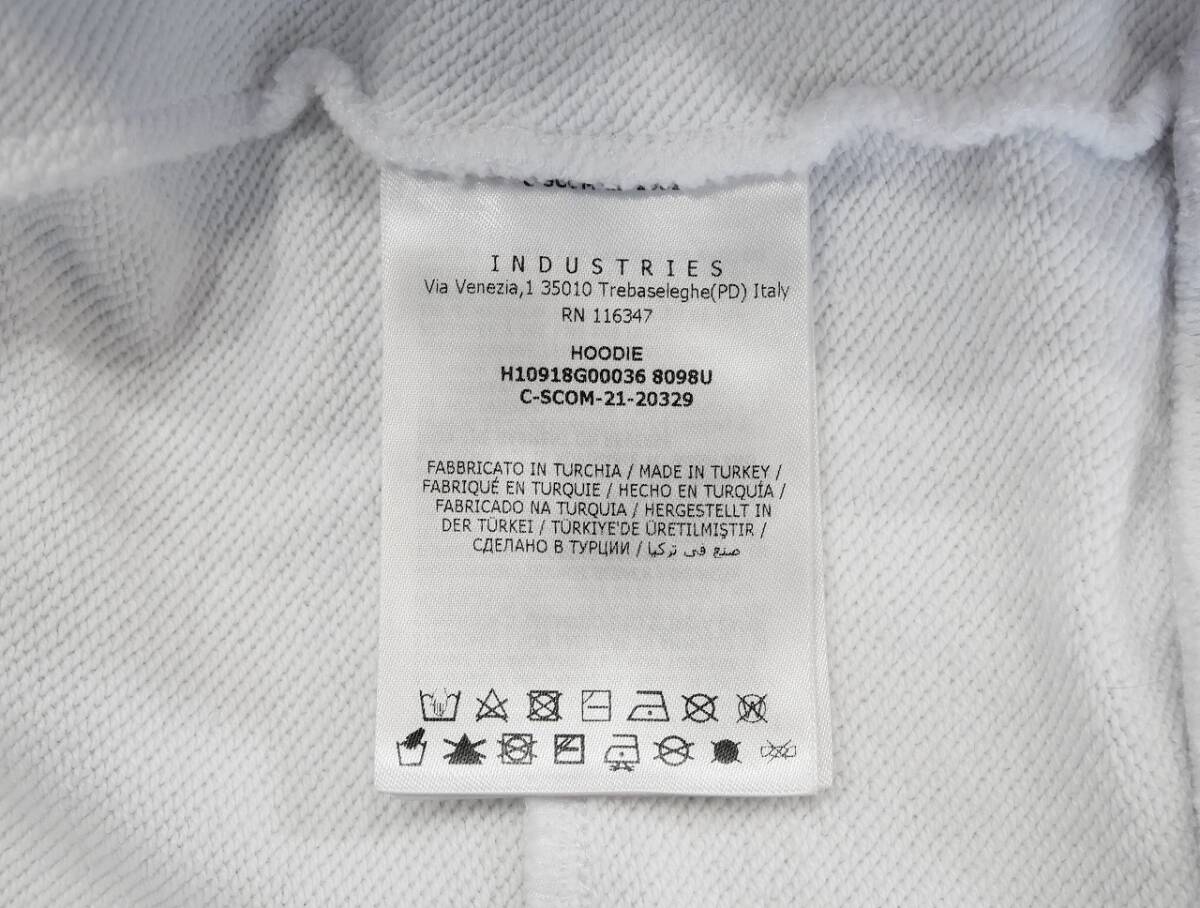 INDUSTRIES
Via Venezia,1 35010 Trebaseleghe(PD) Italy
RN 116347
HOODIE
H10918G00036 8098U
C-SCOM-21-20329
FABBRICATO IN TURCHIA / MADE IN TURKEY /
FABRIQUÉ EN TURQUIE / HECHO EN TURQUÍA /
FABRICADO NA TURQUIA / HERGESTELLT IN
DER TÜRKEI / TÜRKIYE'DE ÜRETILMIŞTIR /
СДЕЛАНО В ТУРЦИИ / صنع في تركيا
W